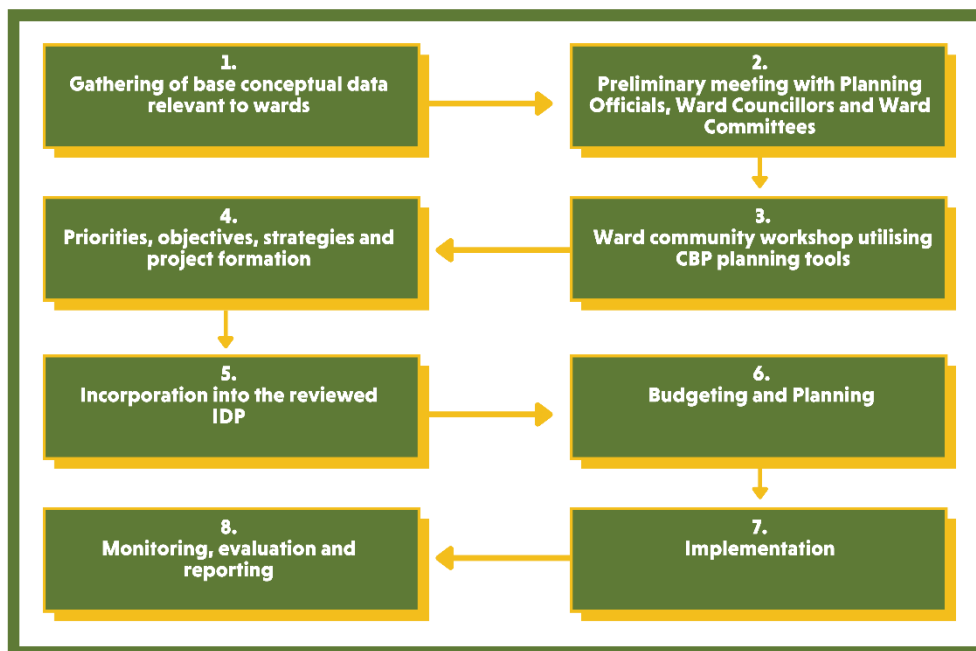 1.
Gathering of base conceptual data
relevant to wards
2.
Preliminary meeting with Planning
Officials, Ward Councillors and Ward
Committees
3.
Ward community workshop utilising
CBP planning tools
4.
Priorities, objectives, strategies and
project formation
5.
Incorporation into the reviewed
IDP
6.
Budgeting and Planning
7.
Implementation
8.
Monitoring, evaluation and
reporting